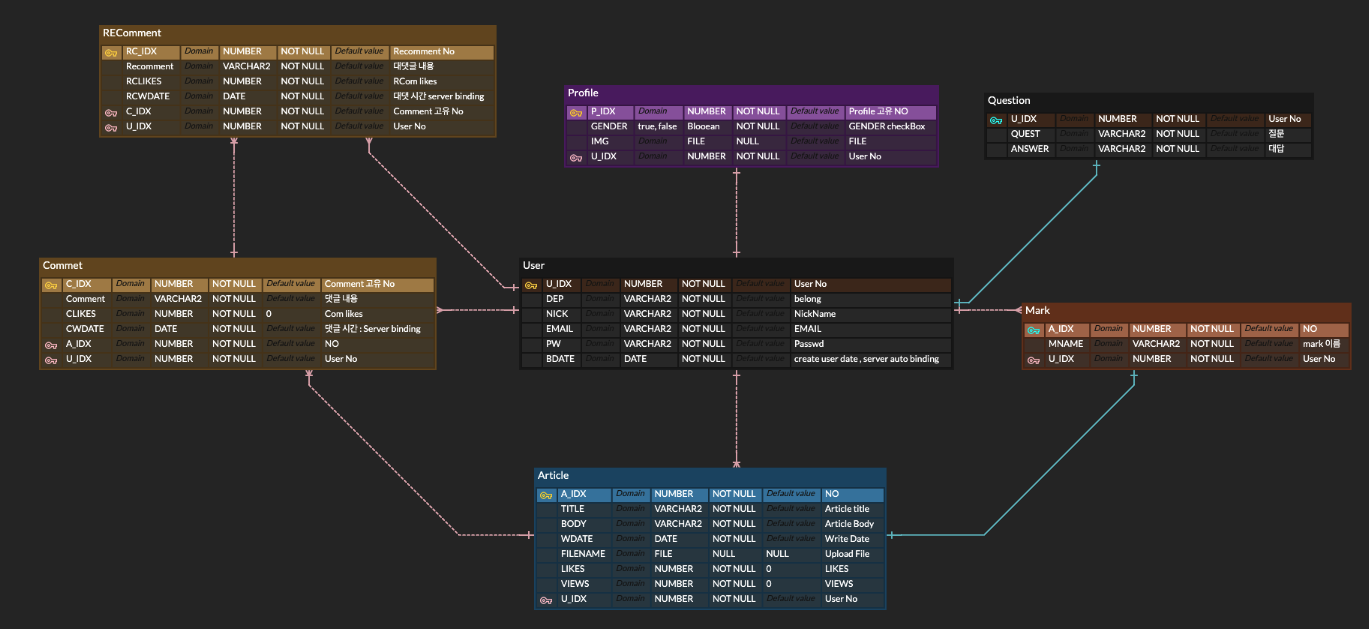 REComment
RC_IDX Domain NUMBER NOT NULL Default value Recomment No
Recomment Domain VARCHAR2 NOT NULL Default value 대댓글 내용
RCLIKES Domain NUMBER NOT NULL Default value RCom likes
RCWDATE Domain DATE NOT NULL Default value 대댓 시간 server binding
C_IDX Domain NUMBER NOT NULL Default value Comment 고유 No
U_IDX Domain NUMBER NOT NULL Default value User No
Profile
P_IDX Domain NUMBER NOT NULL Default value Profile 고유 NO
GENDER true, false Blooean NOT NULL Default value GENDER checkBox
IMG Domain FILE NULL Default value FILE
U_IDX Domain NUMBER NOT NULL Default value User No
Question
U_IDX Domain NUMBER NOT NULL Default value User No
QUEST Domain VARCHAR2 NOT NULL Default value 질문
ANSWER Domain VARCHAR2 NOT NULL Default value 대답
Commet
C_IDX Domain NUMBER NOT NULL Default value Comment 고유 No
Comment Domain VARCHAR2 NOT NULL Default value 댓글 내용
CLIKES Domain NUMBER NOT NULL 0 Com likes
CWDATE Domain DATE NOT NULL Default value 댓글 시간 : Server binding
A_IDX Domain NUMBER NOT NULL Default value NO
U_IDX Domain NUMBER NOT NULL Default value User No
User
U_IDX Domain NUMBER NOT NULL Default value User No
DEP Domain VARCHAR2 NOT NULL Default value belong
NICK Domain VARCHAR2 NOT NULL Default value NickName
EMAIL Domain VARCHAR2 NOT NULL Default value EMAIL
PW Domain VARCHAR2 NOT NULL Default value Passwd
BDATE Domain DATE NOT NULL Default value create user date , server auto binding
Mark
A_IDX Domain NUMBER NOT NULL Default value NO
MNAME Domain VARCHAR2 NOT NULL Default value mark 이름
U_IDX Domain NUMBER NOT NULL Default value User No
Article
A_IDX Domain NUMBER NOT NULL Default value NO
TITLE Domain VARCHAR2 NOT NULL Default value Article title
BODY Domain VARCHAR2 NOT NULL Default value Article Body
WDATE Domain DATE NOT NULL Default value Write Date
FILENAME Domain FILE NULL NULL Upload File
LIKES Domain NUMBER NOT NULL 0 LIKES
VIEWS Domain NUMBER NOT NULL 0 VIEWS
U_IDX Domain NUMBER NOT NULL Default value User No